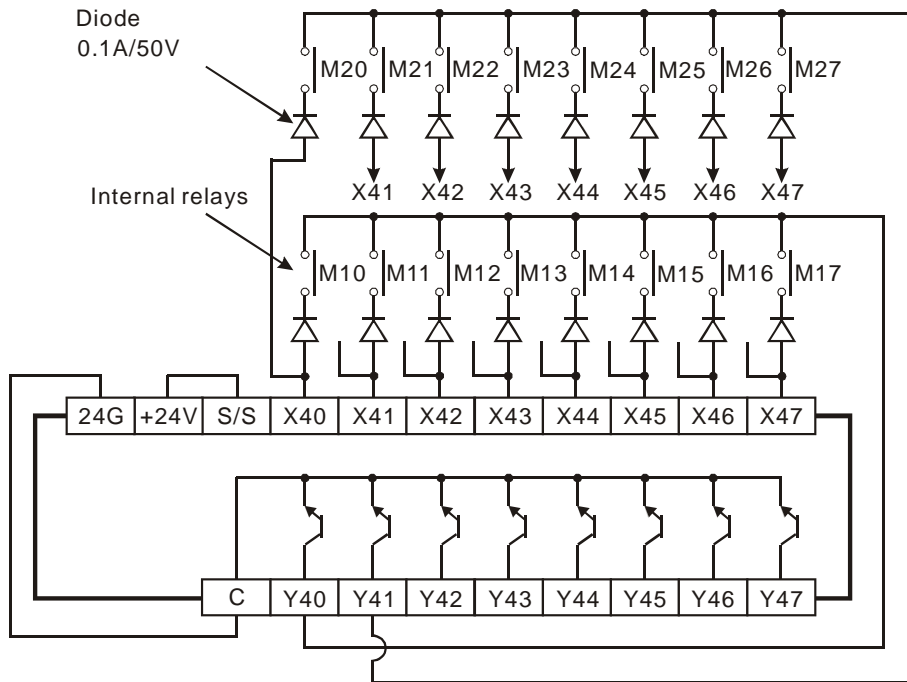 Diode
0.1A/50V
M20 M21 M22 M23 M24 M25 M26 M27
X41 X42 X43 X44 X45 X46 X47
Internal relays
M10 M11 M12 M13 M14 M15 M16 M17
24G +24V S/S X40 X41 X42 X43 X44 X45 X46 X47
C Y40 Y41 Y42 Y43 Y44 Y45 Y46 Y47